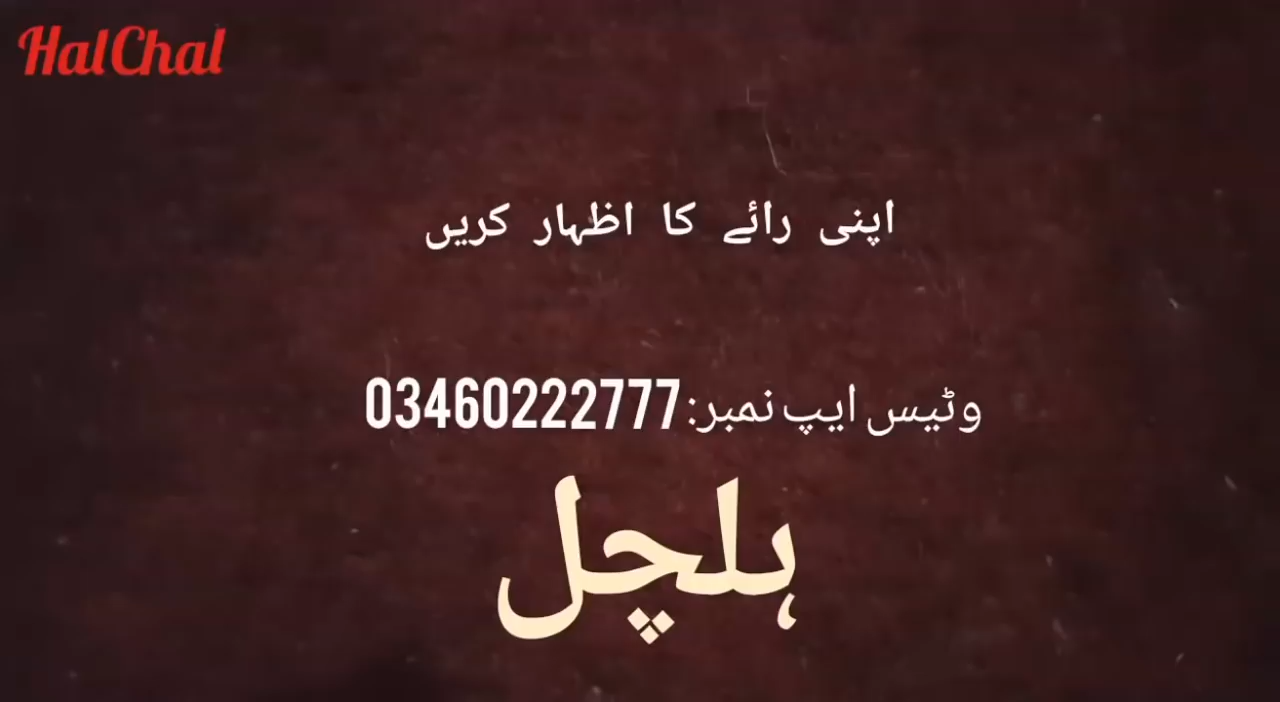 HalChal
اپنی رائے کا اظہار کریں
وٹیس ایپ نمبر:03460222777
ہلچل